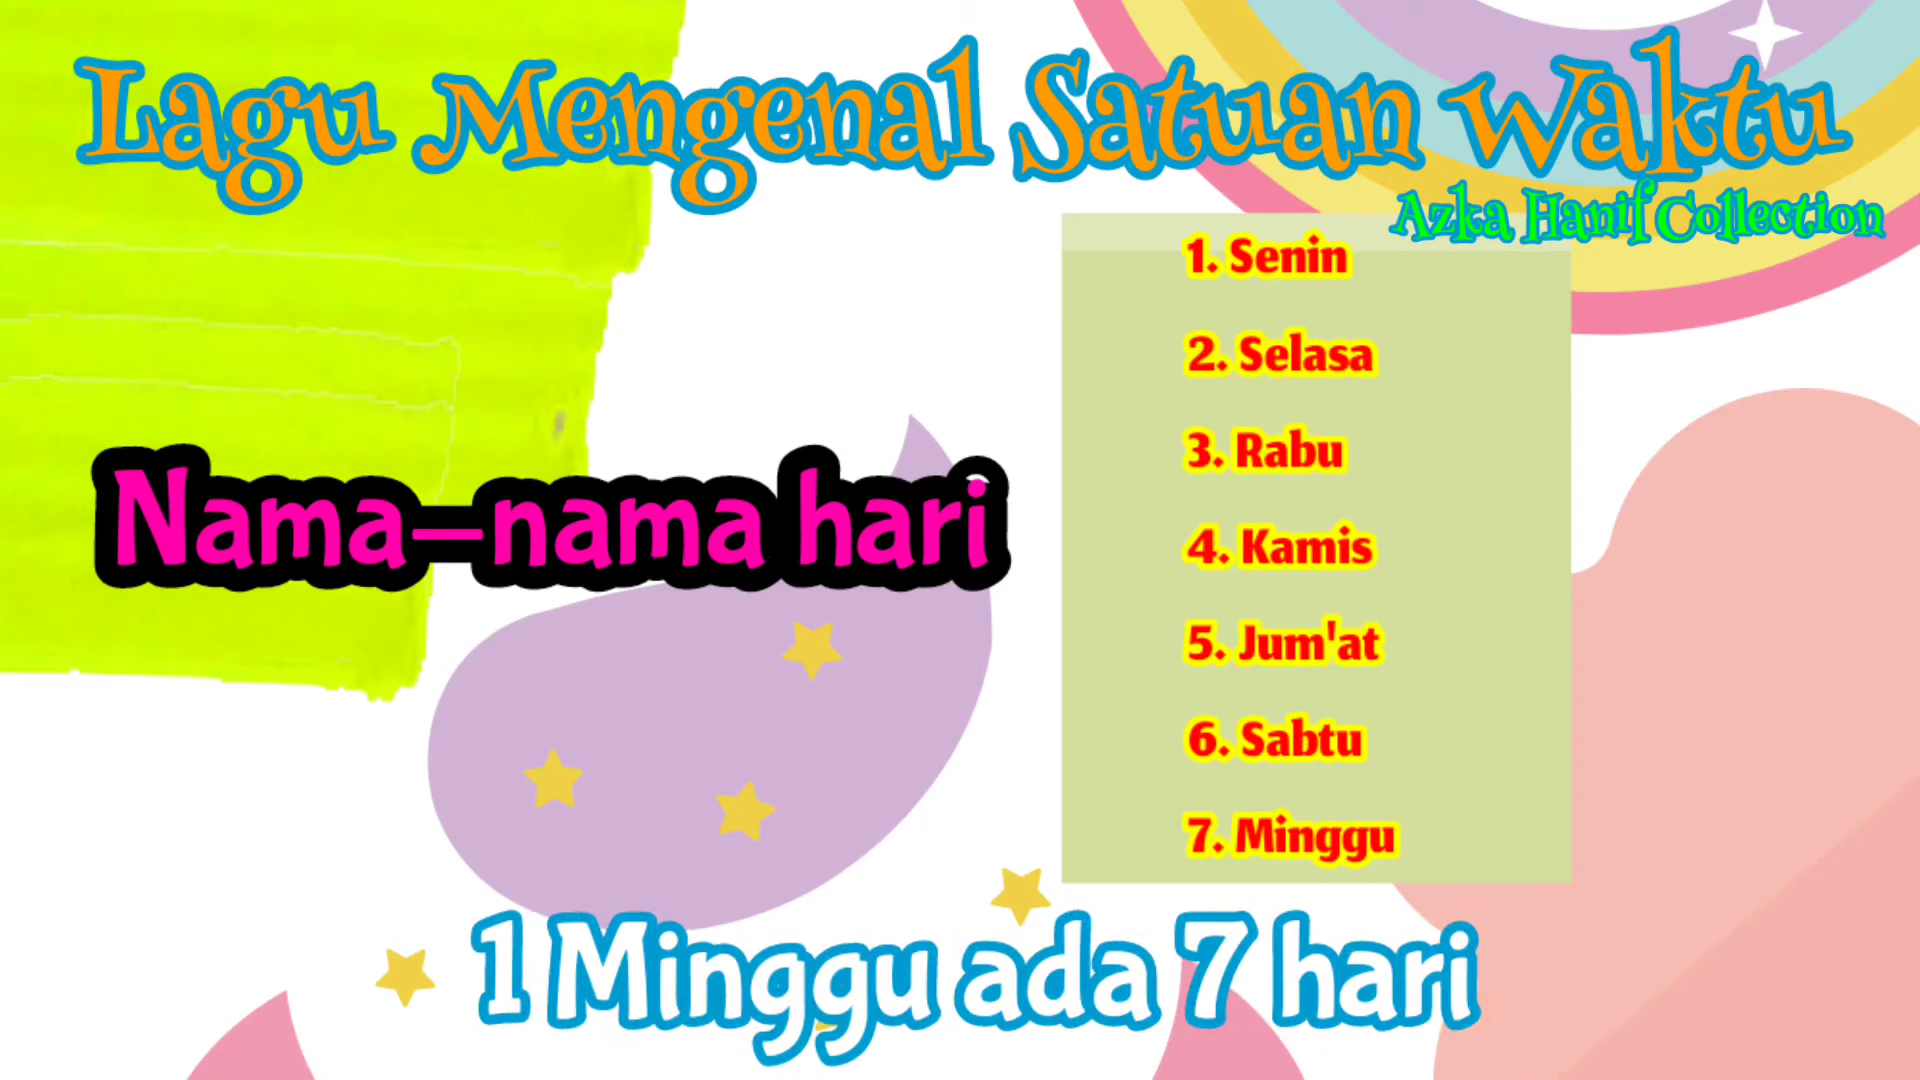 Lagu Mengenal Satuan Waktu
Azka Hanif Collection
1. Senin
2. Selasa
3. Rabu
Nama-nama hari
4. Kamis
5. Jum'at
6. Sabtu
7. Minggu
1 Minggu ada 7 hari